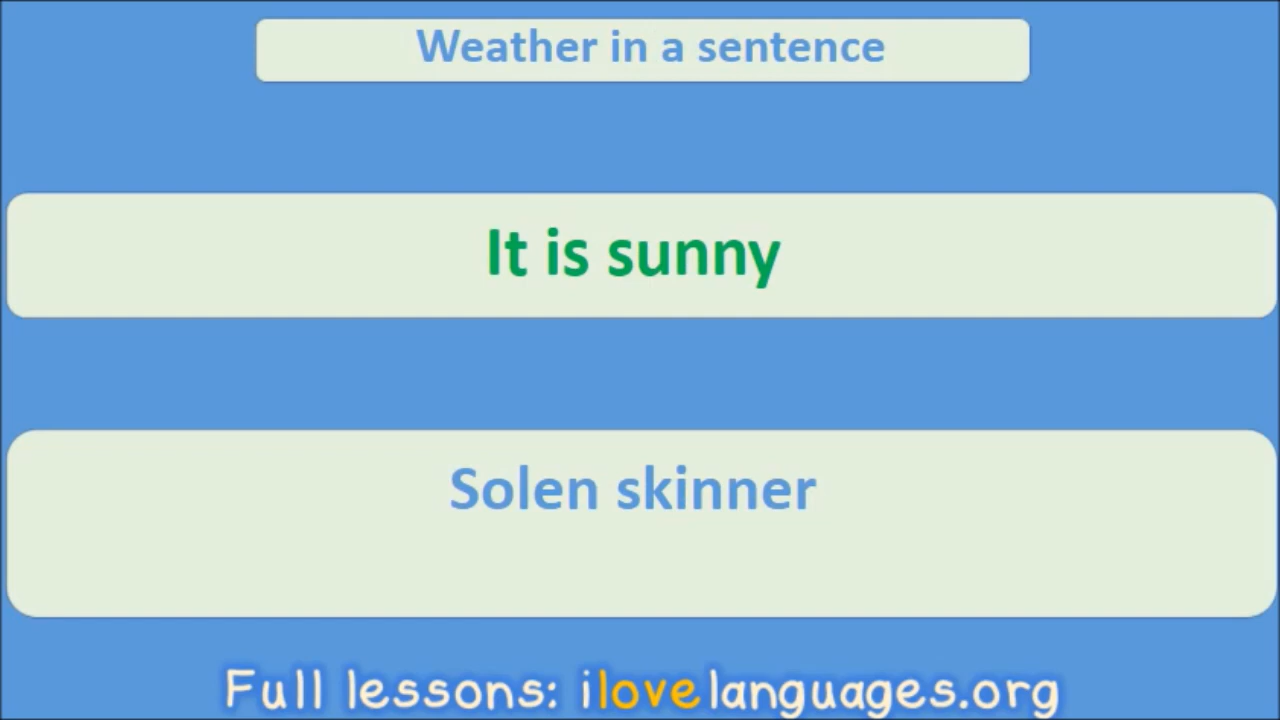 Weather in a sentence
It is sunny
Solen skinner
Full lessons: ilovelanguages.org